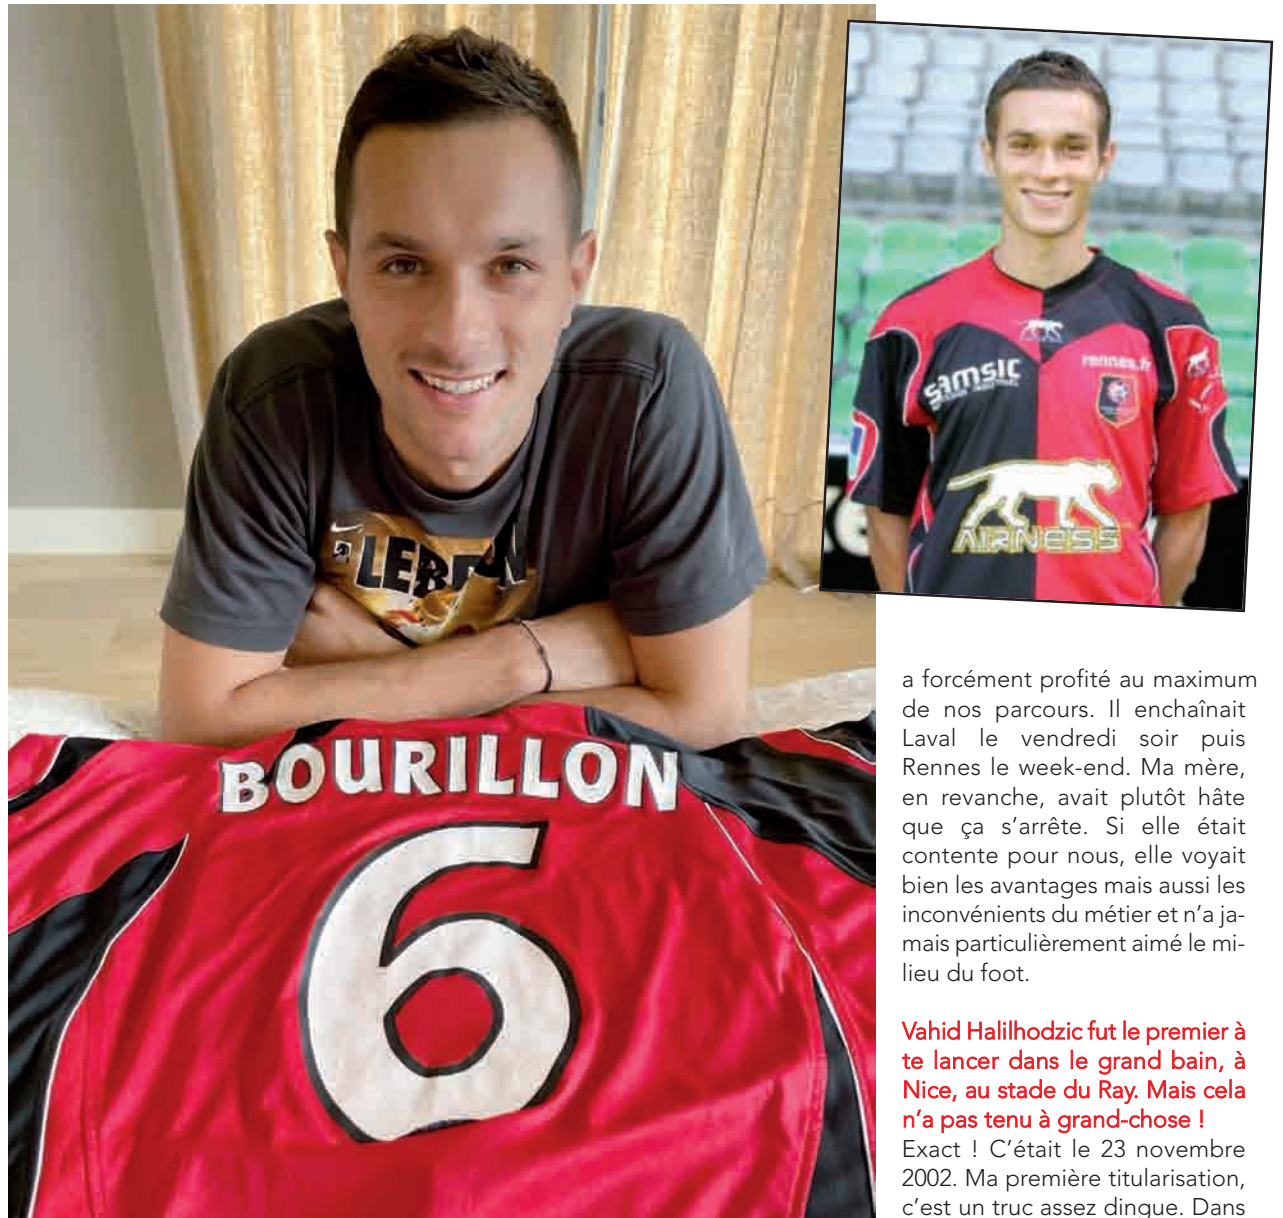 LEB
BOURILLON
6
SAMSIC
rennes.fr
AIRNESS
a forcément profité au maximum
de nos parcours. Il enchaînait
Laval le vendredi soir puis
Rennes le week-end. Ma mère,
en revanche, avait plutôt hâte
que ça s’arrête. Si elle était
contente pour nous, elle voyait
bien les avantages mais aussi les
inconvénients du métier et n’a ja-
mais particulièrement aimé le mi-
lieu du foot.
Vahid Halilhodzic fut le premier à
te lancer dans le grand bain, à
Nice, au stade du Ray. Mais cela
n’a pas tenu à grand-chose !
Exact ! C’était le 23 novembre
2002. Ma première titularisation,
c’est un truc assez dingue. Dans